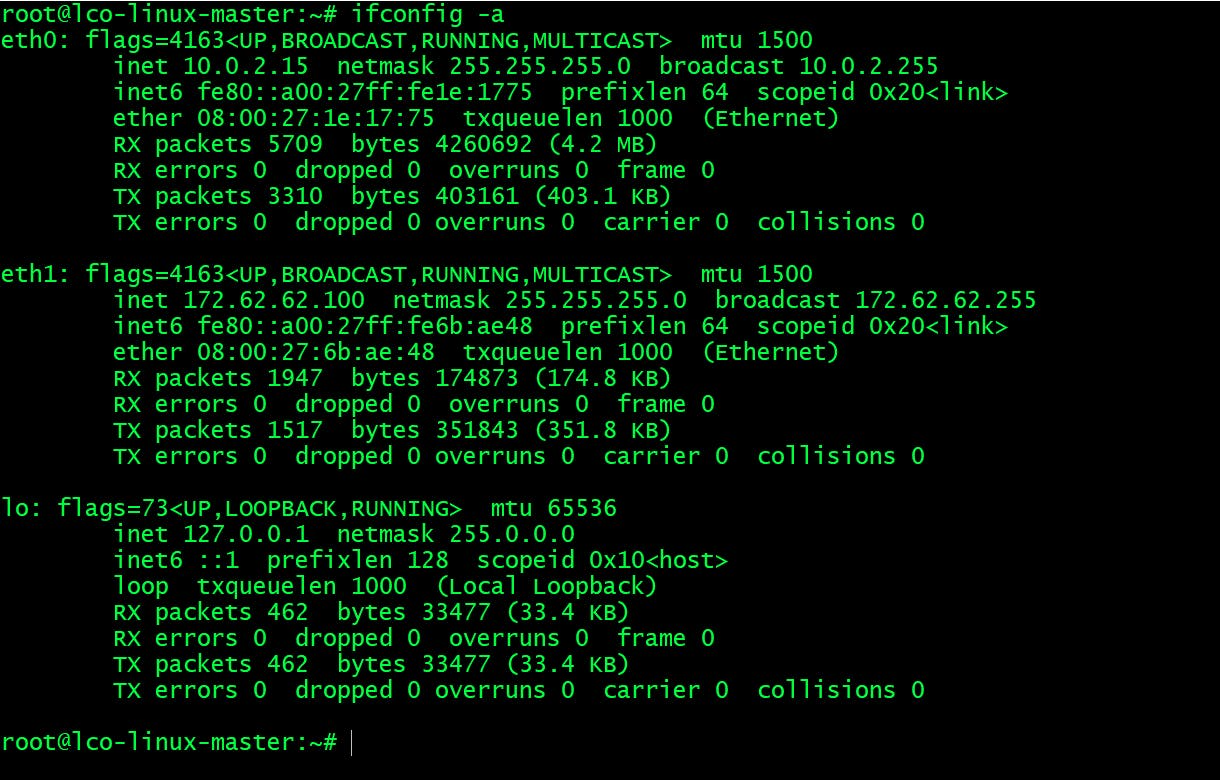 root@lco-linux-master:~# ifconfig -a
eth0: flags=4163<UP,BROADCAST,RUNNING,MULTICAST>  mtu 1500
        inet 10.0.2.15  netmask 255.255.255.0  broadcast 10.0.2.255
        inet6 fe80::a00:27ff:fe1e:1775  prefixlen 64  scopeid 0x20<link>
        ether 08:00:27:1e:17:75  txqueuelen 1000  (Ethernet)
        RX packets 5709  bytes 4260692 (4.2 MB)
        RX errors 0  dropped 0  overruns 0  frame 0
        TX packets 3310  bytes 403161 (403.1 KB)
        TX errors 0  dropped 0 overruns 0  carrier 0  collisions 0

eth1: flags=4163<UP,BROADCAST,RUNNING,MULTICAST>  mtu 1500
        inet 172.62.62.100  netmask 255.255.255.0  broadcast 172.62.62.255
        inet6 fe80::a00:27ff:fe6b:ae48  prefixlen 64  scopeid 0x20<link>
        ether 08:00:27:6b:ae:48  txqueuelen 1000  (Ethernet)
        RX packets 1947  bytes 174873 (174.8 KB)
        RX errors 0  dropped 0  overruns 0  frame 0
        TX packets 1517  bytes 351843 (351.8 KB)
        TX errors 0  dropped 0 overruns 0  carrier 0  collisions 0

lo: flags=73<UP,LOOPBACK,RUNNING>  mtu 65536
        inet 127.0.0.1  netmask 255.0.0.0
        inet6 ::1  prefixlen 128  scopeid 0x10<host>
        loop  txqueuelen 1000  (Local Loopback)
        RX packets 462  bytes 33477 (33.4 KB)
        RX errors 0  dropped 0  overruns 0  frame 0
        TX packets 462  bytes 33477 (33.4 KB)
        TX errors 0  dropped 0 overruns 0  carrier 0  collisions 0

root@lco-linux-master:~#